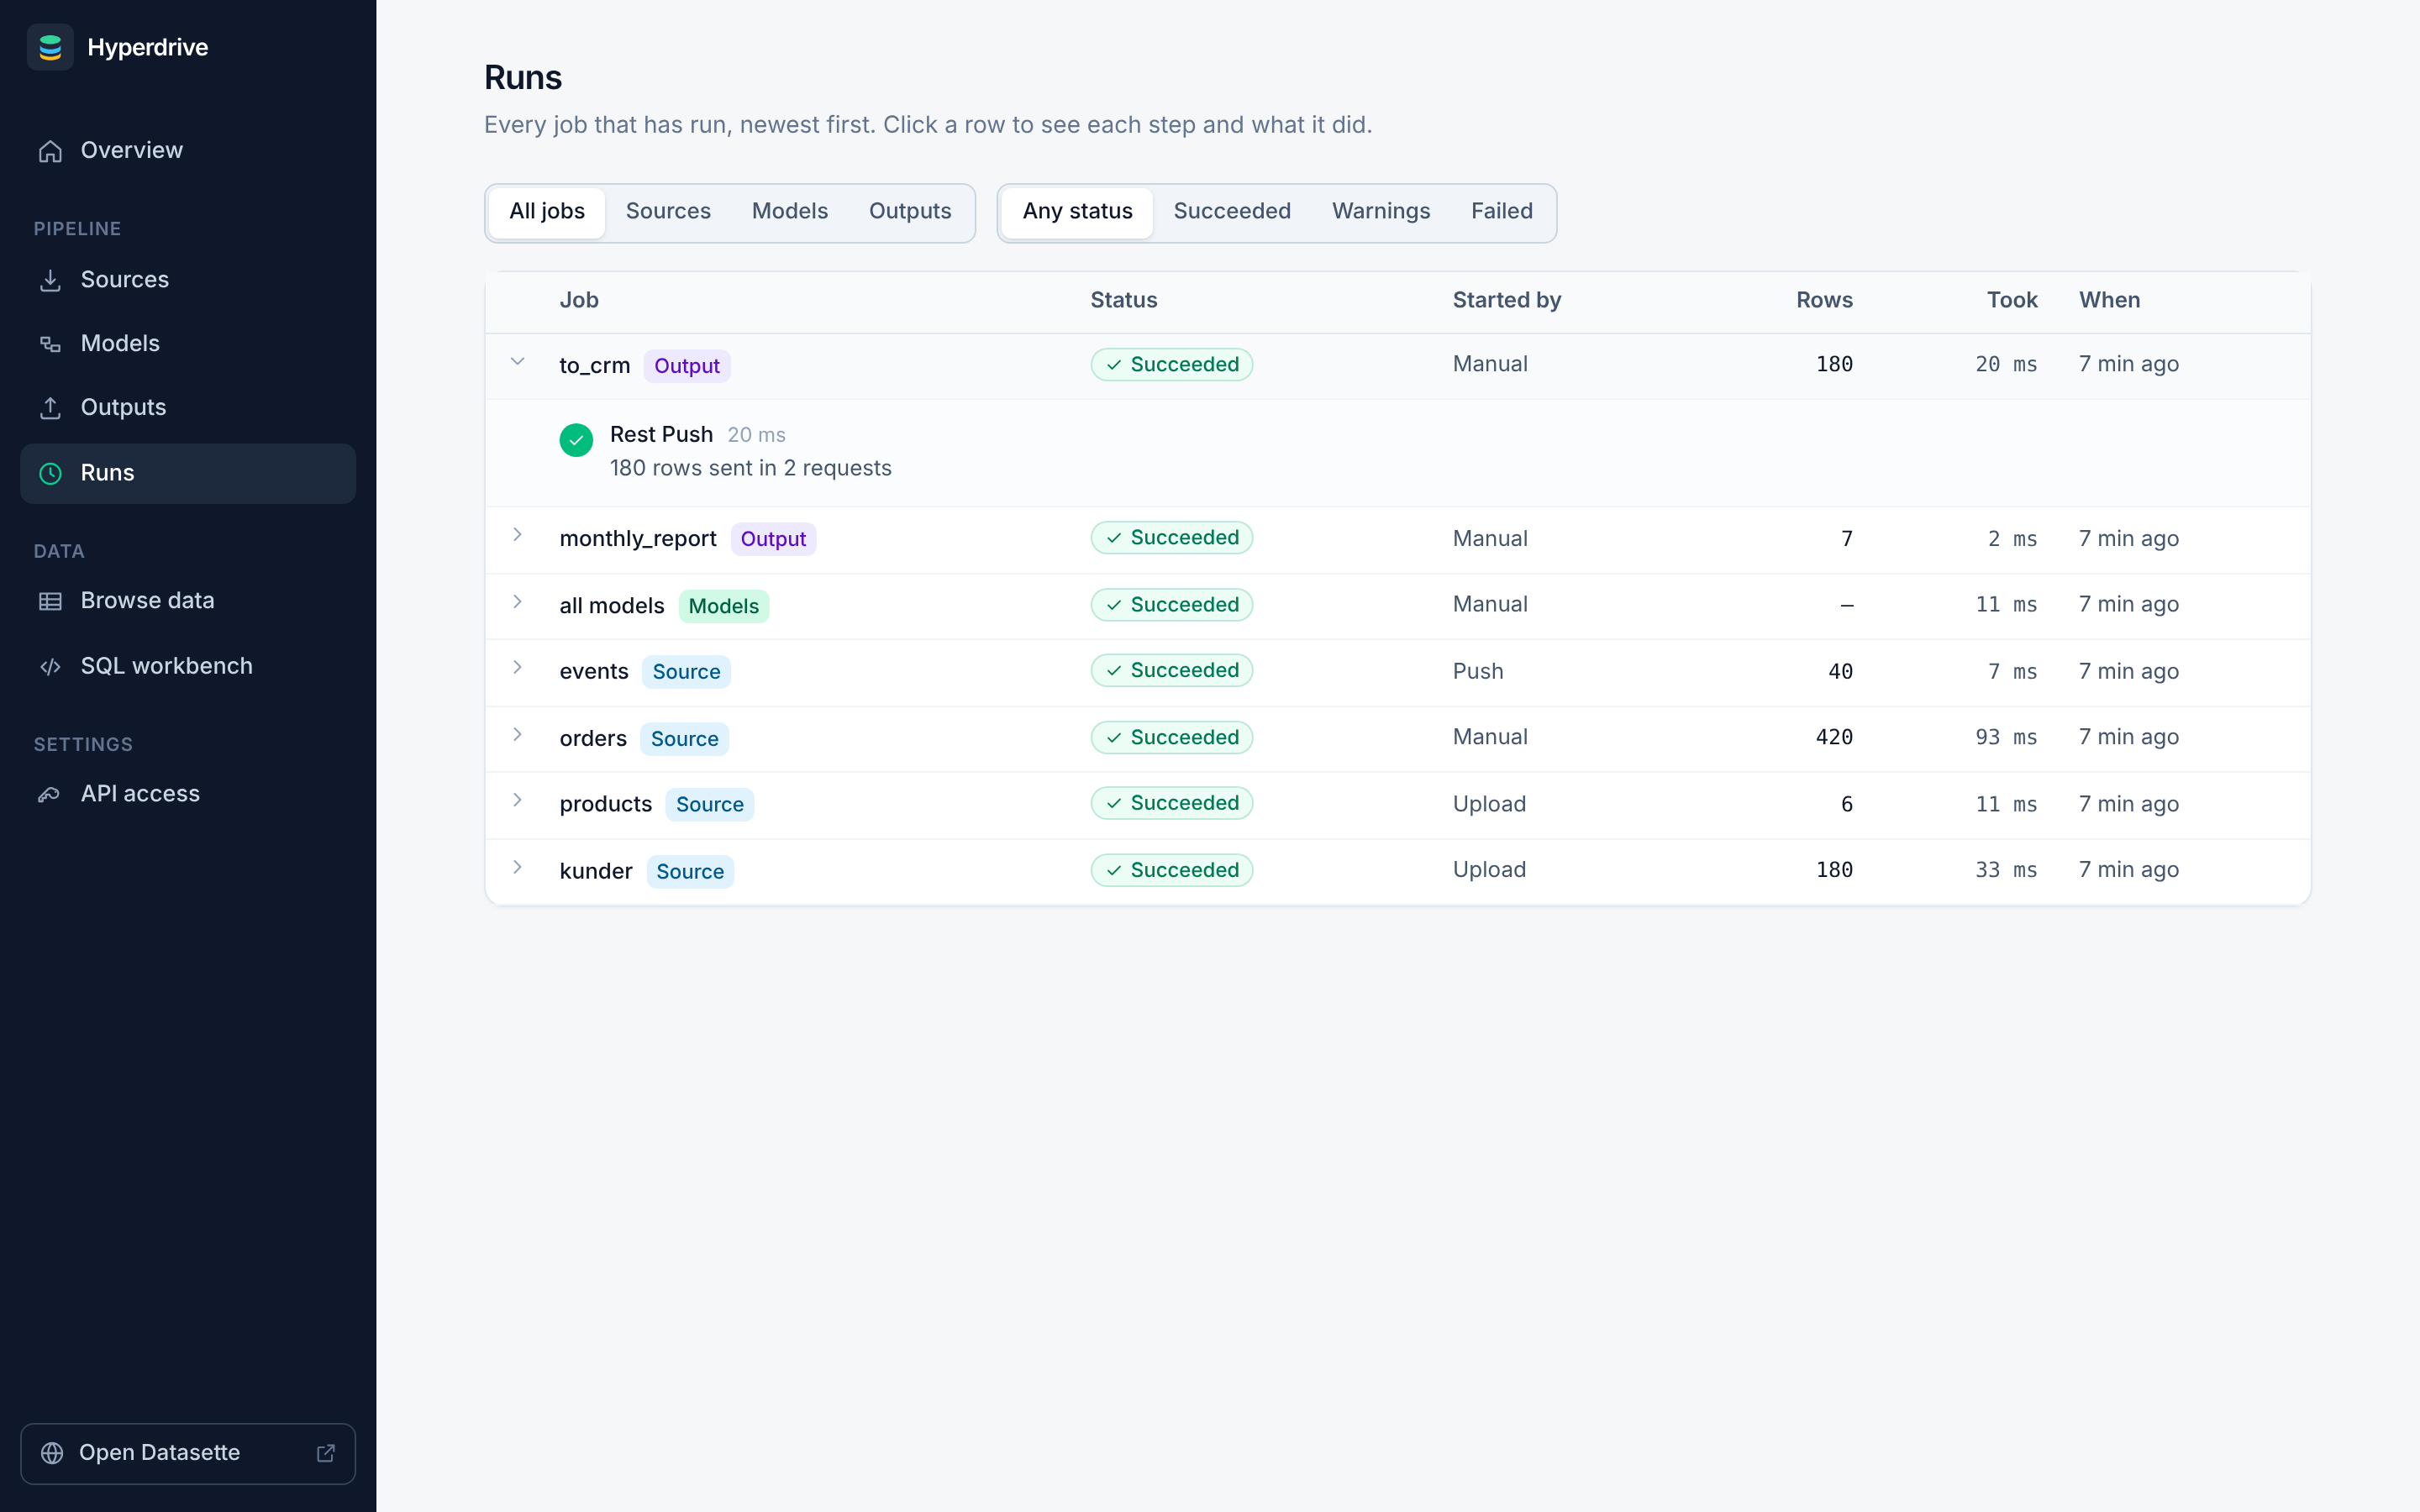 Hyperdrive
Overview
PIPELINE
Sources
Models
Outputs
Runs
DATA
Browse data
SQL workbench
SETTINGS
API access
Open Datasette
Runs
Every job that has run, newest first. Click a row to see each step and what it did.
All jobs Sources Models Outputs Any status Succeeded Warnings Failed
Job Status Started by Rows Took When
to_crm Output Succeeded Manual 180 20 ms 7 min ago
Rest Push 20 ms
180 rows sent in 2 requests
monthly_report Output Succeeded Manual 7 2 ms 7 min ago
all models Models Succeeded Manual – 11 ms 7 min ago
events Source Succeeded Push 40 7 ms 7 min ago
orders Source Succeeded Manual 420 93 ms 7 min ago
products Source Succeeded Upload 6 11 ms 7 min ago
kunder Source Succeeded Upload 180 33 ms 7 min ago